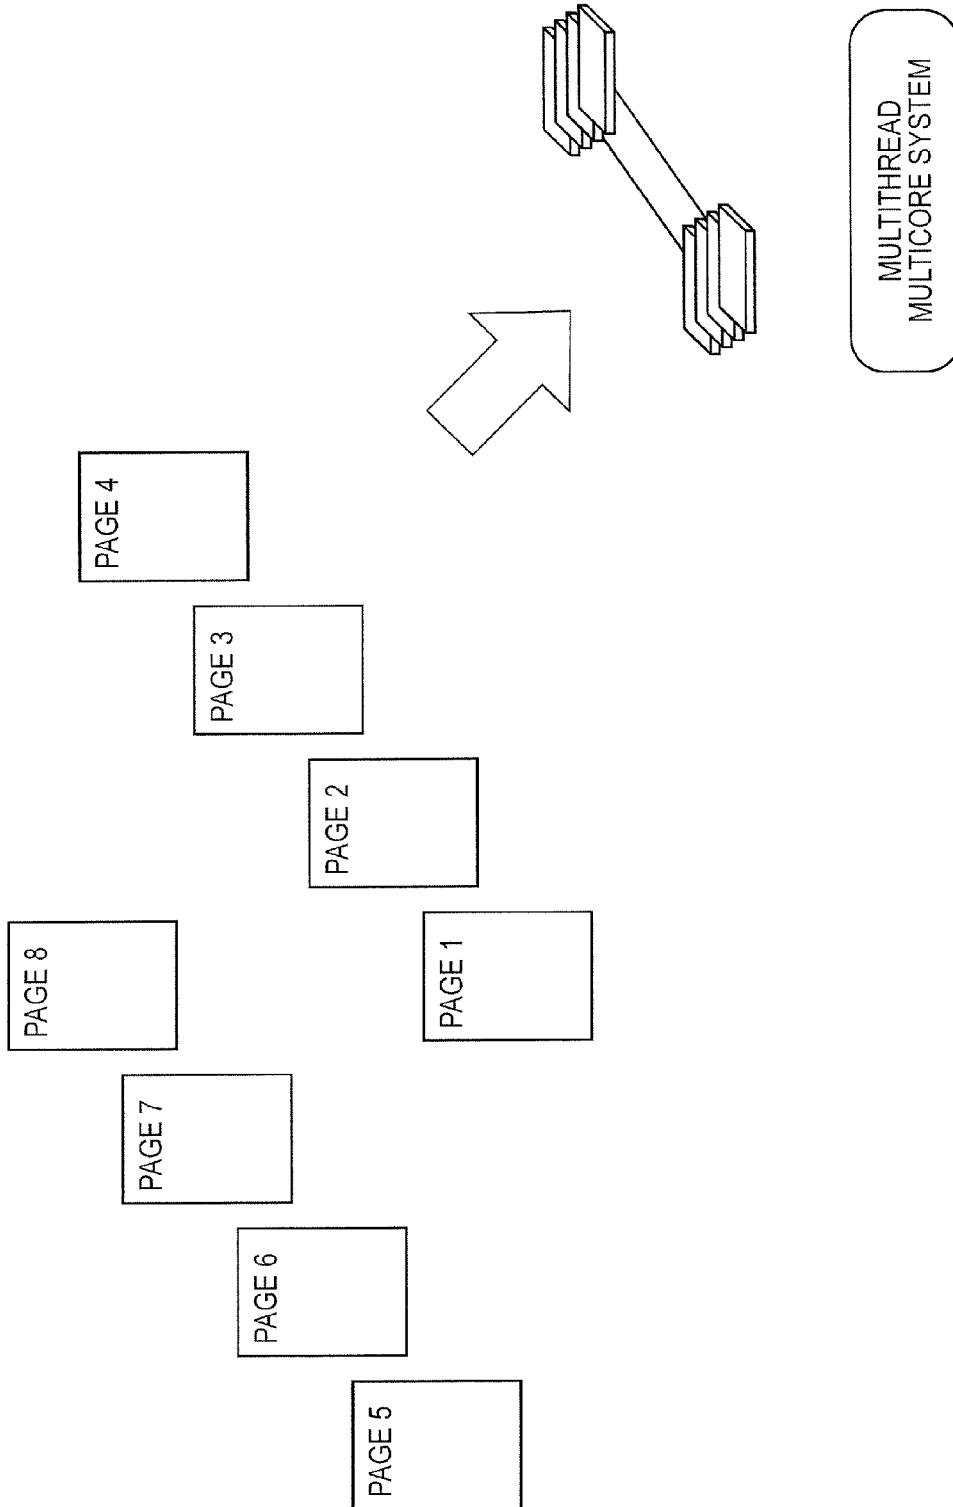 PAGE 8
PAGE 4
PAGE 7
PAGE 3
PAGE 6
PAGE 2
PAGE 5
PAGE 1
MULTITHREAD
MULTICORE SYSTEM